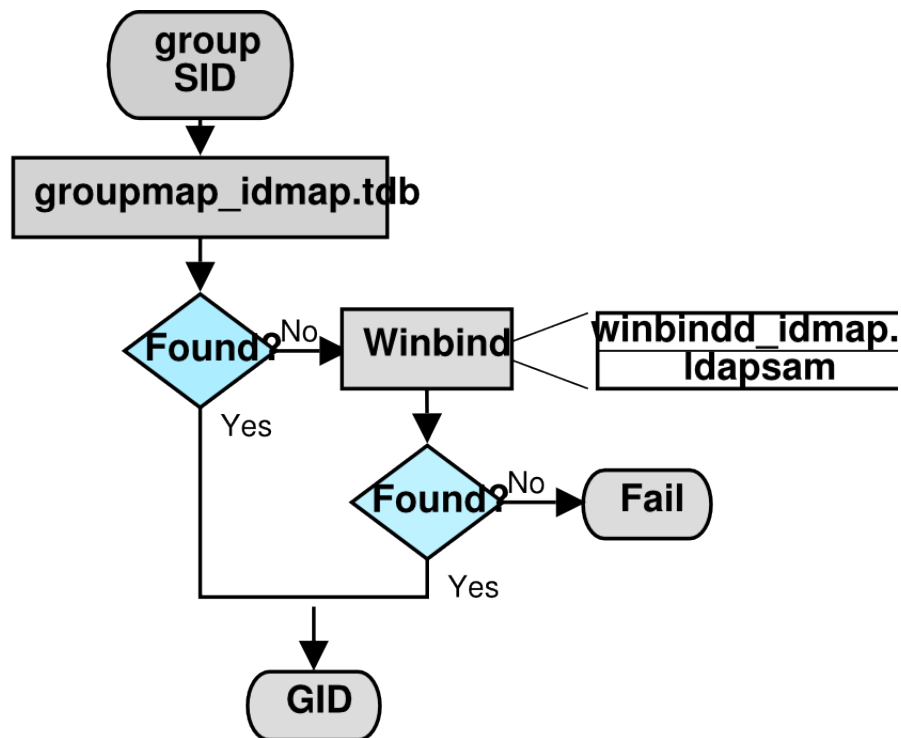 group
SID
groupmap_idmap.tdb
Found?
No
Winbind
winbindd_idmap.
ldapsam
Yes
Found?
No
Fail
Yes
GID